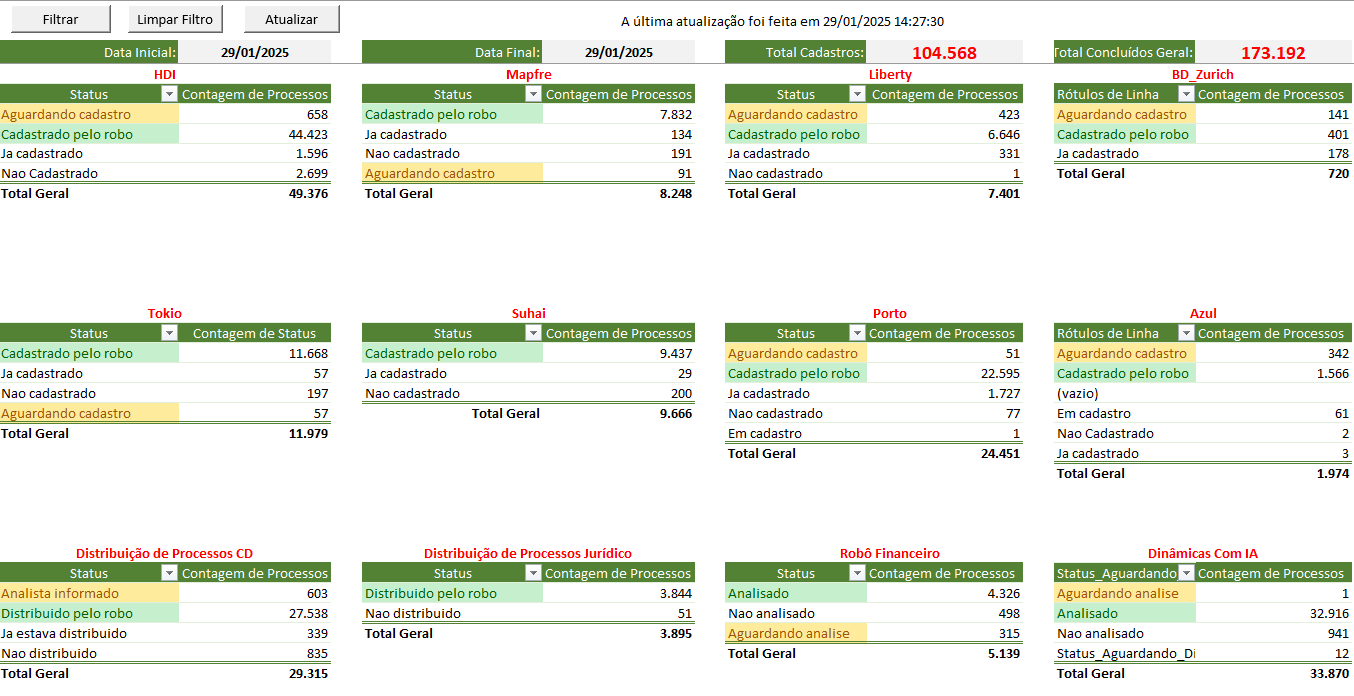 Filtrar Limpar Filtro Atualizar A última atualização foi feita em 29/01/2025 14:27:30
Data Inicial: 29/01/2025 Data Final: 29/01/2025 Total Cadastros: 104.568 Total Concluídos Geral: 173.192
HDI
Status Contagem de Processos
Aguardando cadastro 658
Cadastrado pelo robo 44.423
Ja cadastrado 1.596
Nao Cadastrado 2.699
Total Geral 49.376
Mapfre
Status Contagem de Processos
Cadastrado pelo robo 7.832
Ja cadastrado 134
Nao cadastrado 191
Aguardando cadastro 91
Total Geral 8.248
Liberty
Status Contagem de Processos
Aguardando cadastro 423
Cadastrado pelo robo 6.646
Ja cadastrado 331
Nao cadastrado 1
Total Geral 7.401
BD_Zurich
Rótulos de Linha Contagem de Processos
Aguardando cadastro 141
Cadastrado pelo robo 401
Ja cadastrado 178
Total Geral 720
Tokio
Status Contagem de Status
Cadastrado pelo robo 11.668
Ja cadastrado 57
Nao cadastrado 197
Aguardando cadastro 57
Total Geral 11.979
Suhai
Status Contagem de Processos
Cadastrado pelo robo 9.437
Ja cadastrado 29
Nao cadastrado 200
Total Geral 9.666
Porto
Status Contagem de Processos
Aguardando cadastro 51
Cadastrado pelo robo 22.595
Ja cadastrado 1.727
Nao cadastrado 77
Em cadastro 1
Total Geral 24.451
Azul
Rótulos de Linha Contagem de Processos
Aguardando cadastro 342
Cadastrado pelo robo 1.566
(vazio)
Em cadastro 61
Nao Cadastrado 2
Ja cadastrado 3
Total Geral 1.974
Distribuição de Processos CD
Status Contagem de Processos
Analista informado 603
Distribuido pelo robo 27.538
Ja estava distribuido 339
Nao distribuido 835
Total Geral 29.315
Distribuição de Processos Jurídico
Status Contagem de Processos
Distribuido pelo robo 3.844
Nao distribuido 51
Total Geral 3.895
Robô Financeiro
Status Contagem de Processos
Analisado 4.326
Nao analisado 498
Aguardando analise 315
Total Geral 5.139
Dinâmicas Com IA
Status_Aguardando Contagem de Processos
Aguardando analise 1
Analisado 32.916
Nao analisado 941
Status_Aguardando_Di 12
Total Geral 33.870